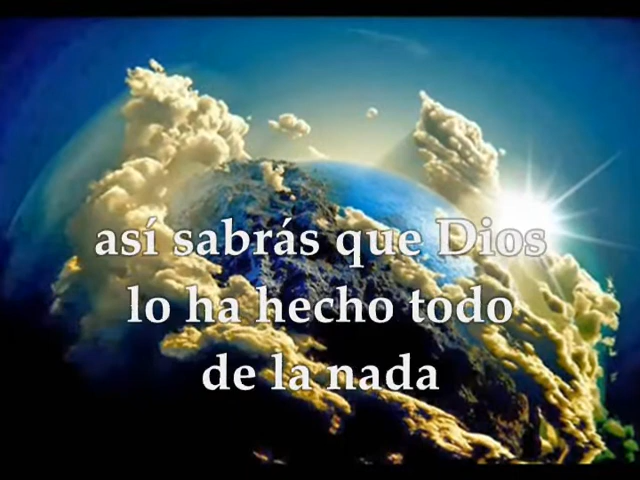 así sabrás que Dios
lo ha hecho todo
de la nada